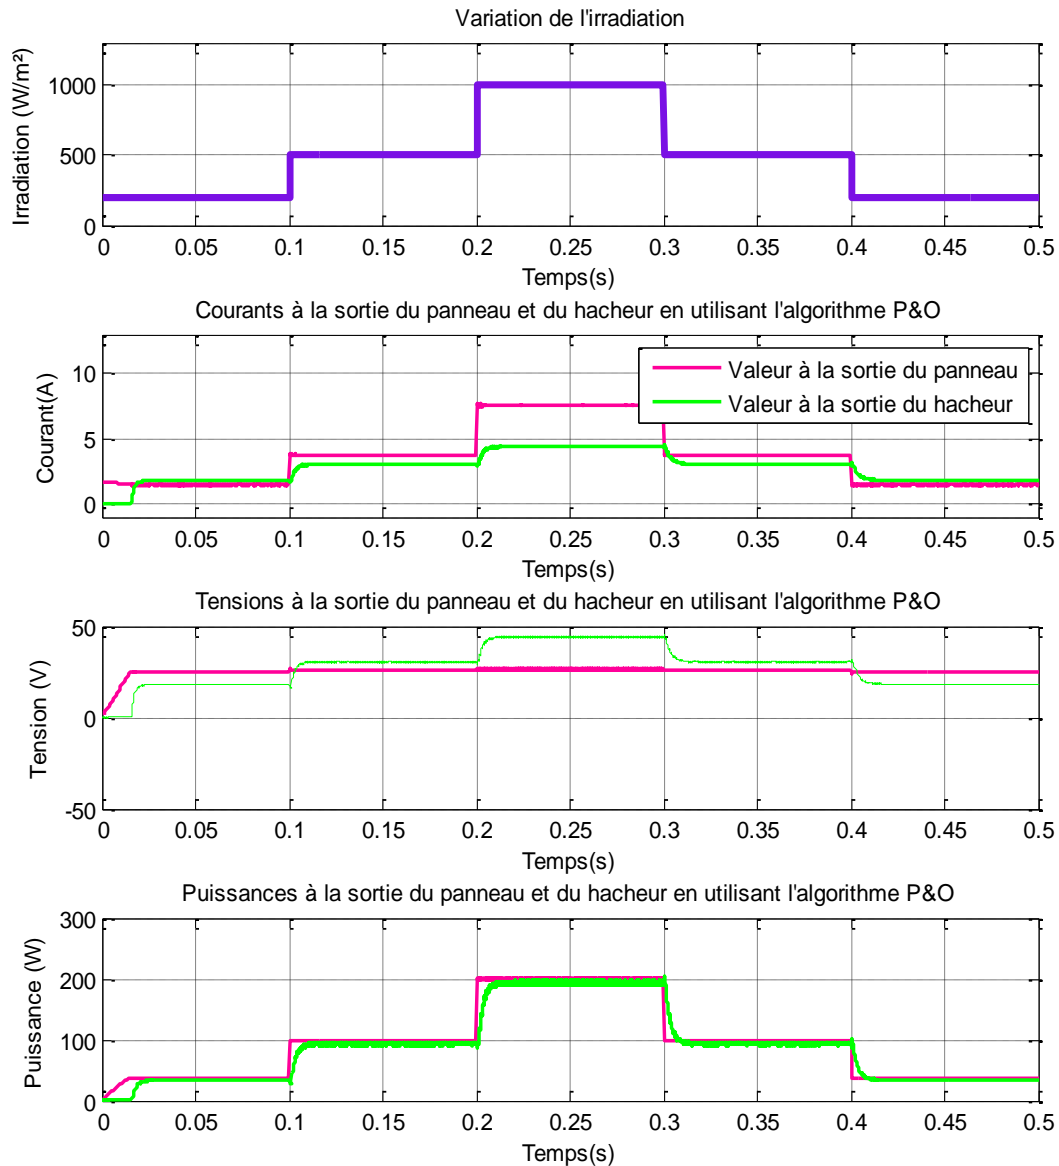 Variation de l'irradiation
Irradiation (W/m²)
1000
500
0
0 0.05 0.1 0.15 0.2 0.25 0.3 0.35 0.4 0.45 0.5
Temps(s)
Courants à la sortie du panneau et du hacheur en utilisant l'algorithme P&O
Courant(A)
10
5
0
Valeur à la sortie du panneau
Valeur à la sortie du hacheur
0 0.05 0.1 0.15 0.2 0.25 0.3 0.35 0.4 0.45 0.5
Temps(s)
Tensions à la sortie du panneau et du hacheur en utilisant l'algorithme P&O
Tension (V)
50
0
-50
0 0.05 0.1 0.15 0.2 0.25 0.3 0.35 0.4 0.45 0.5
Temps(s)
Puissances à la sortie du panneau et du hacheur en utilisant l'algorithme P&O
Puissance (W)
300
200
100
0
0 0.05 0.1 0.15 0.2 0.25 0.3 0.35 0.4 0.45 0.5
Temps(s)